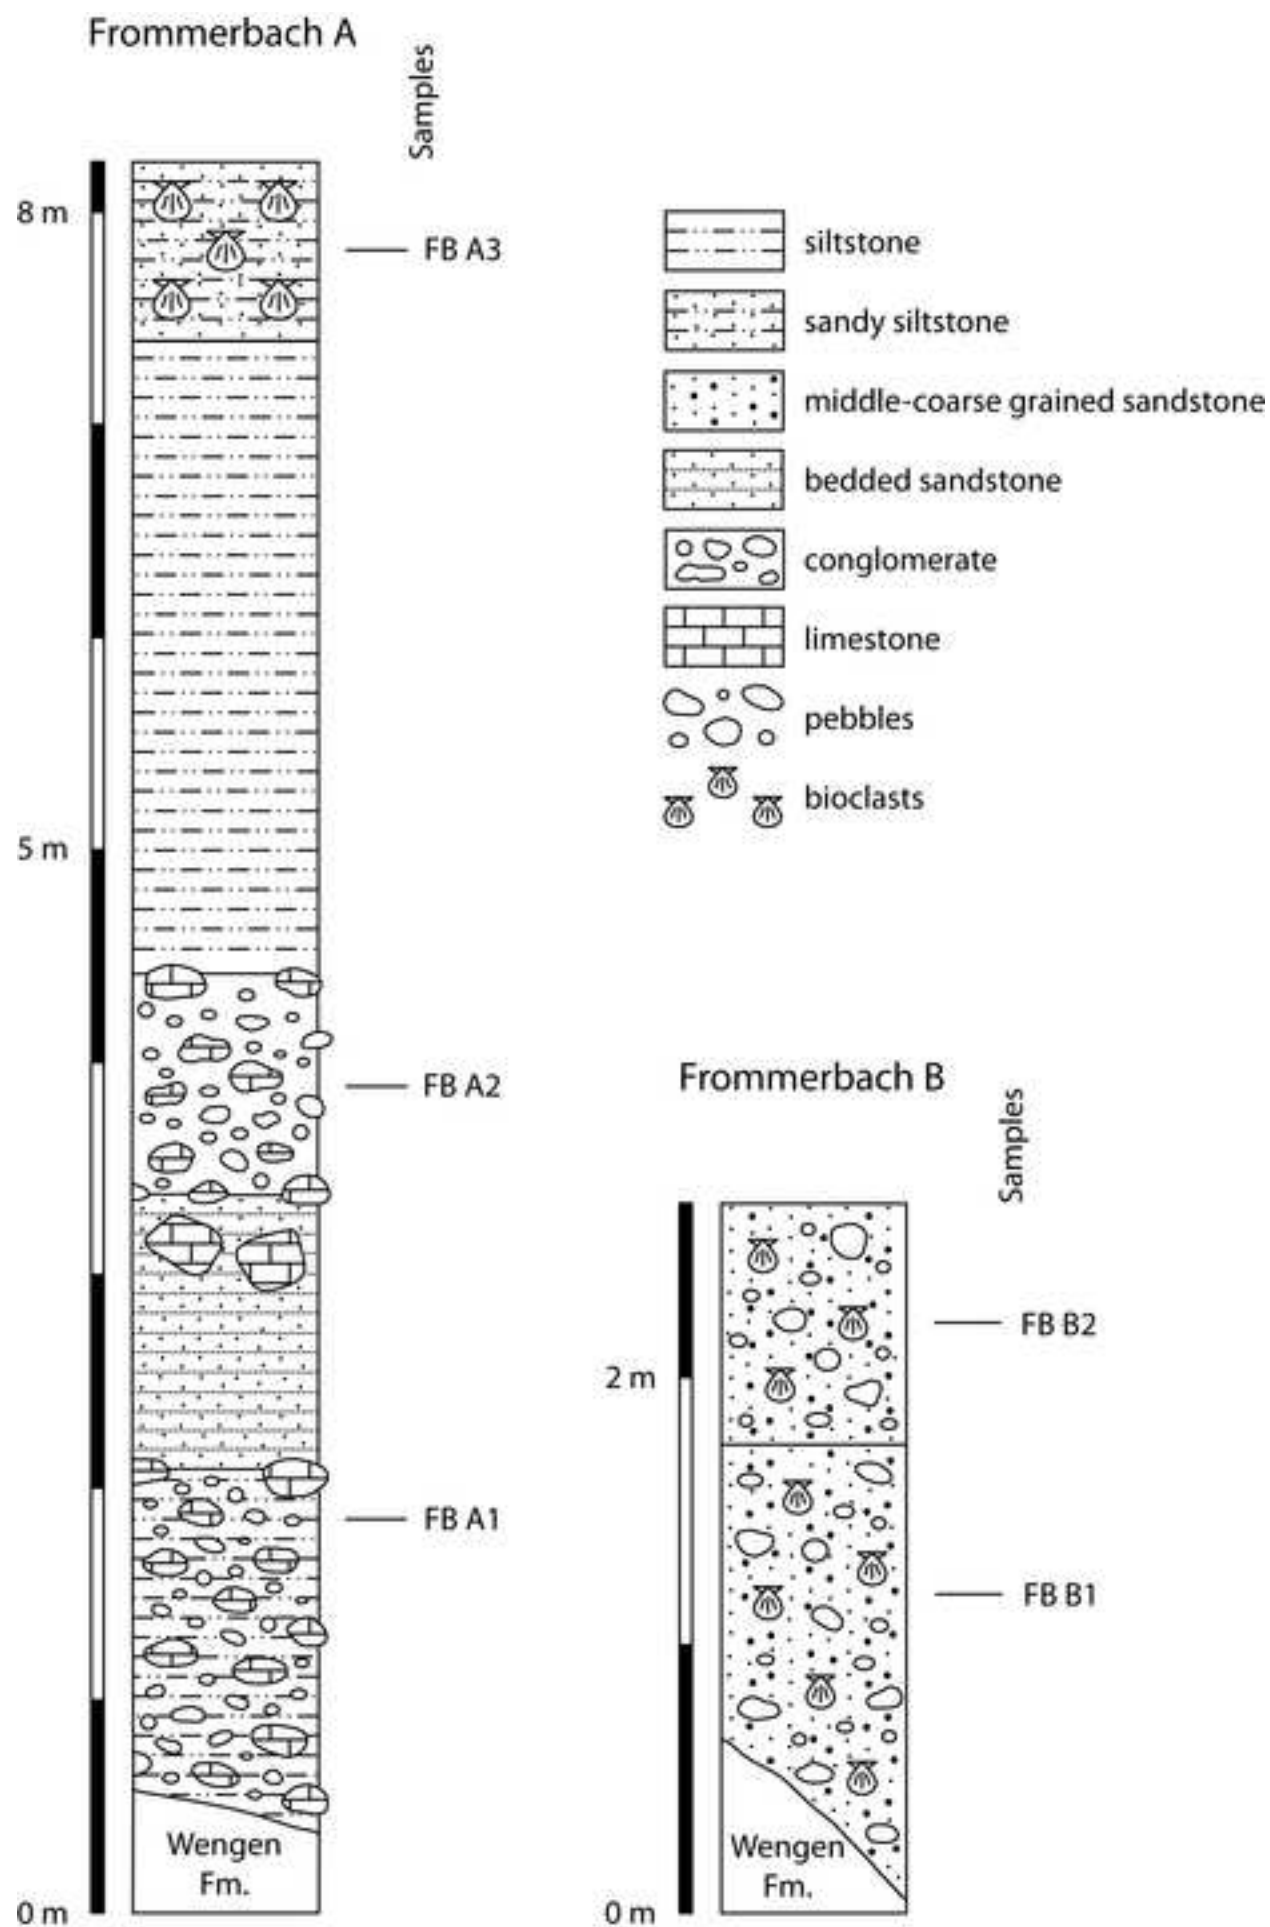 Frommerbach A
Samples
8 m
FB A3
5 m
FB A2
FB A1
Wengen
Fm.
0 m
siltstone
sandy siltstone
middle-coarse grained sandstone
bedded sandstone
conglomerate
limestone
pebbles
bioclasts
Frommerbach B
Samples
FB B2
2 m
FB B1
Wengen
Fm.
0 m